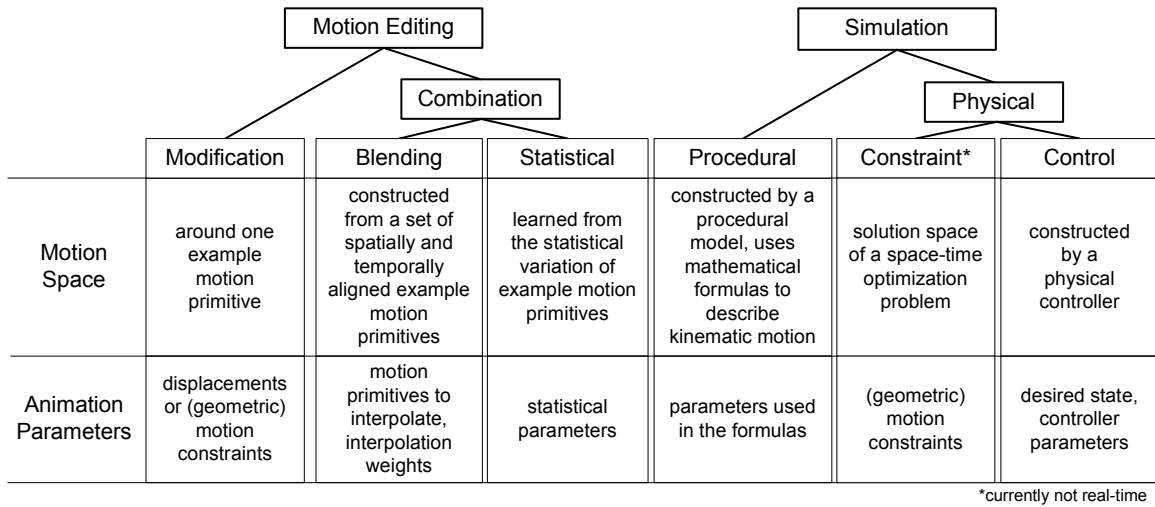 Motion Editing
Simulation
Combination
Physical
Modification
Blending
Statistical
Procedural
Constraint*
Control
Motion
Space
around one
example
motion
primitive
constructed
from a set of
spatially and
temporally
aligned example
motion
primitives
learned from
the statistical
variation of
example motion
primitives
constructed by a
procedural
model, uses
mathematical
formulas to
describe
kinematic motion
solution space
of a space-time
optimization
problem
constructed
by a
physical
controller
Animation
Parameters
displacements
or (geometric)
motion
constraints
motion
primitives to
interpolate,
interpolation
weights
statistical
parameters
parameters used
in the formulas
(geometric)
motion
constraints
desired state,
controller
parameters
*currently not real-time